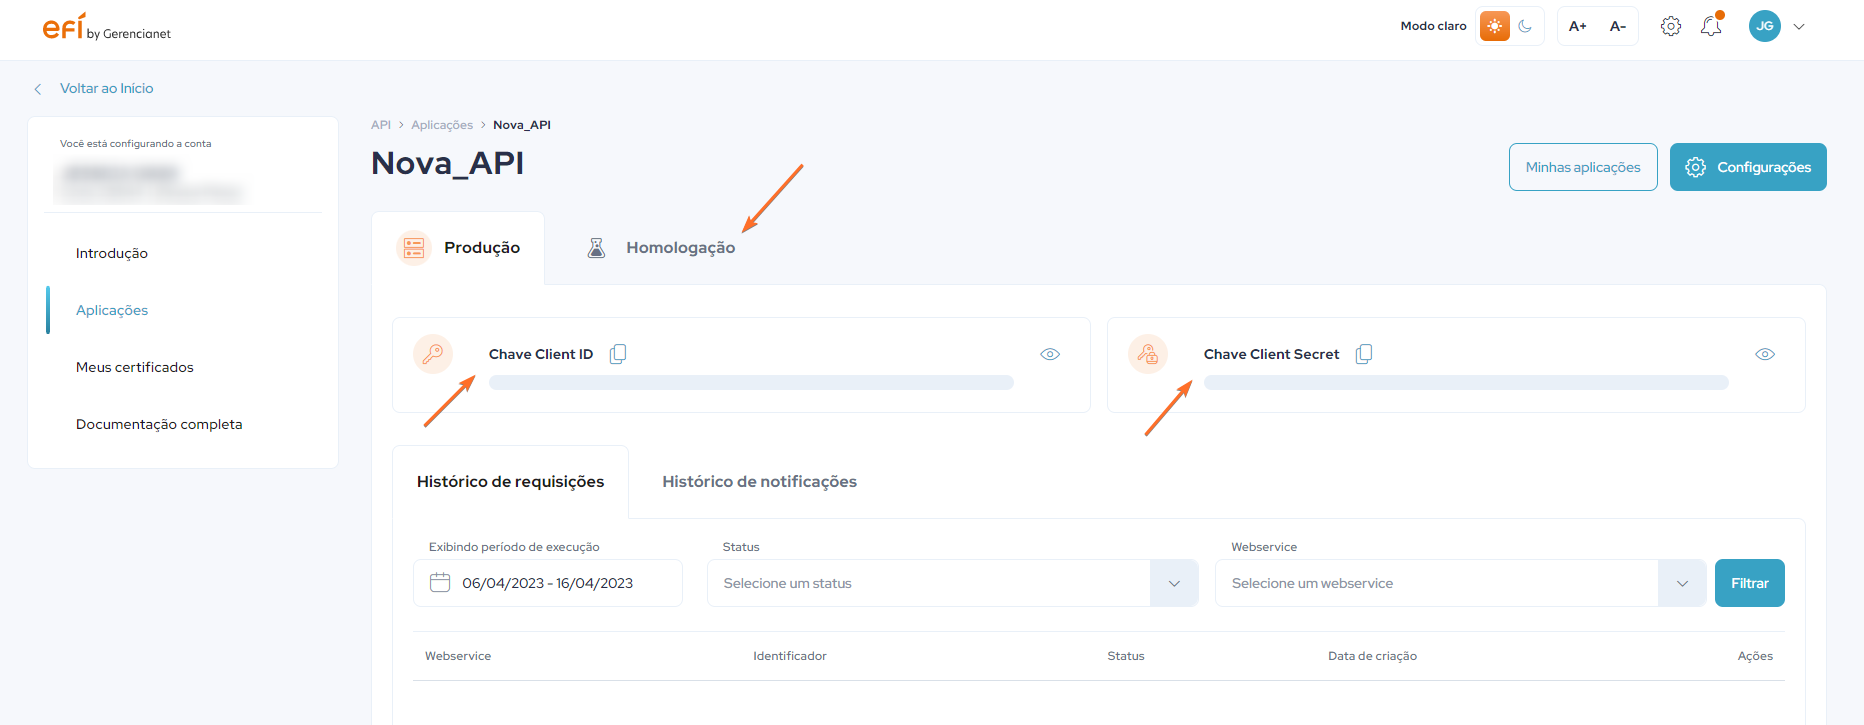 efí by Gerencianet
Modo claro
A+ A-
JG
Voltar ao Início
Você está configurando a conta
Introdução
Aplicações
Meus certificados
Documentação completa
API > Aplicações > Nova_API
Nova_API
Minhas aplicações
Configurações
Produção
Homologação
Chave Client ID
Chave Client Secret
Histórico de requisições
Histórico de notificações
Exibindo período de execução
06/04/2023 - 16/04/2023
Status
Selecione um status
Webservice
Selecione um webservice
Filtrar
Webservice Identificador Status Data de criação Ações